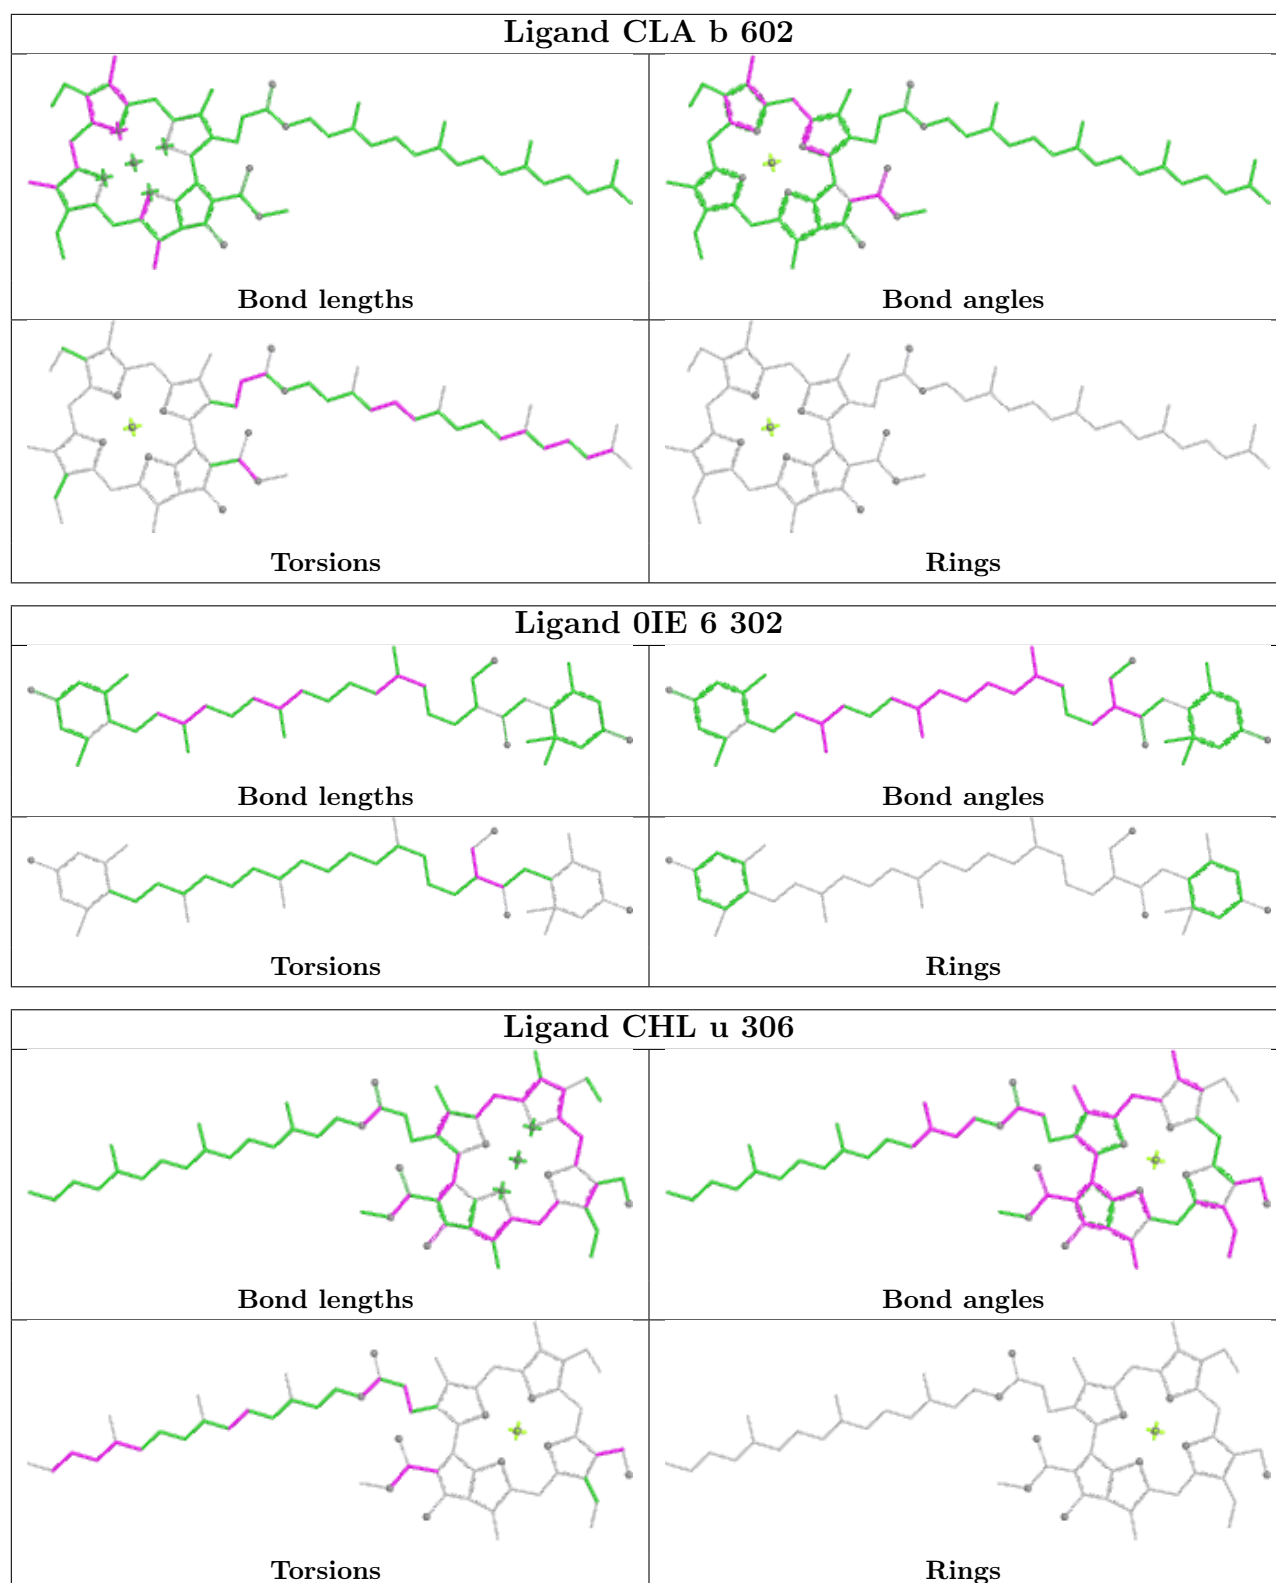 Ligand CLA b 602
Bond lengths
Bond angles
Torsions
Rings
Ligand 0IE 6 302
Bond lengths
Bond angles
Torsions
Rings
Ligand CHL u 306
Bond lengths
Bond angles
Torsions
Rings